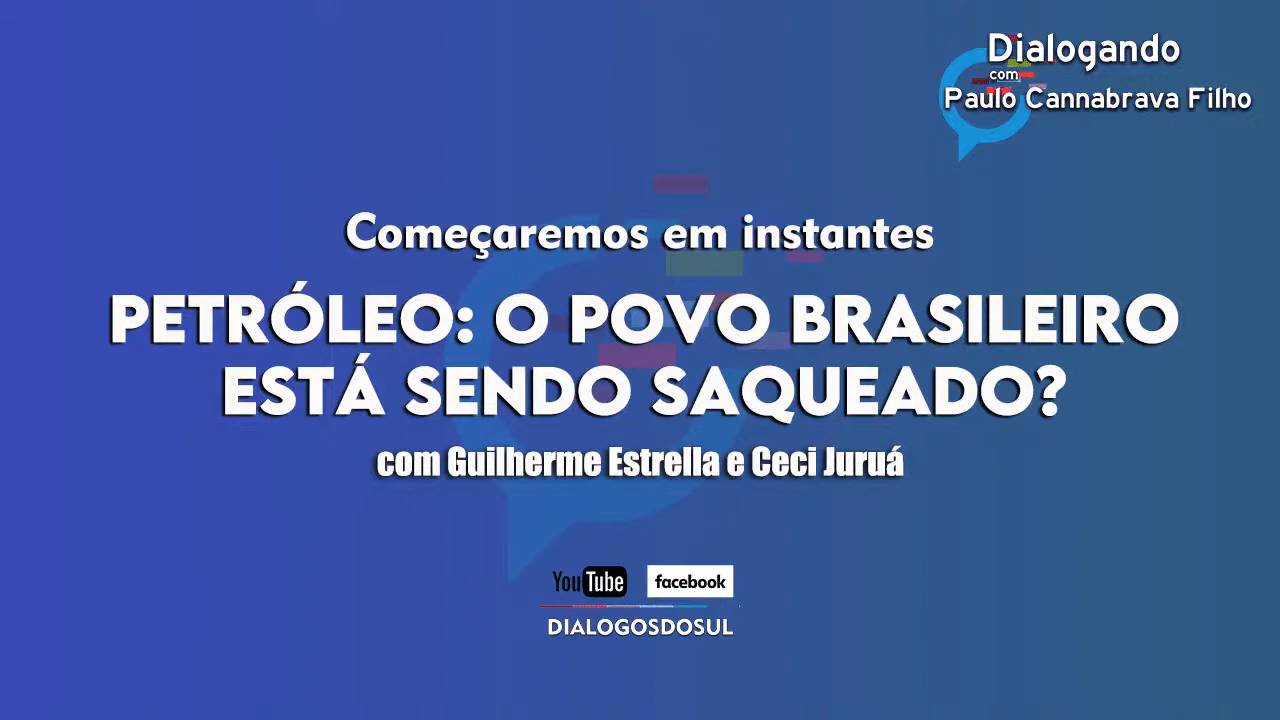 Dialogando
com
Paulo Cannabrava Filho
Começaremos em instantes
PETRÓLEO: O POVO BRASILEIRO
ESTÁ SENDO SAQUEADO?
com Guilherme Estrella e Ceci Juruá
YouTube facebook
DIALOGOSDOSUL